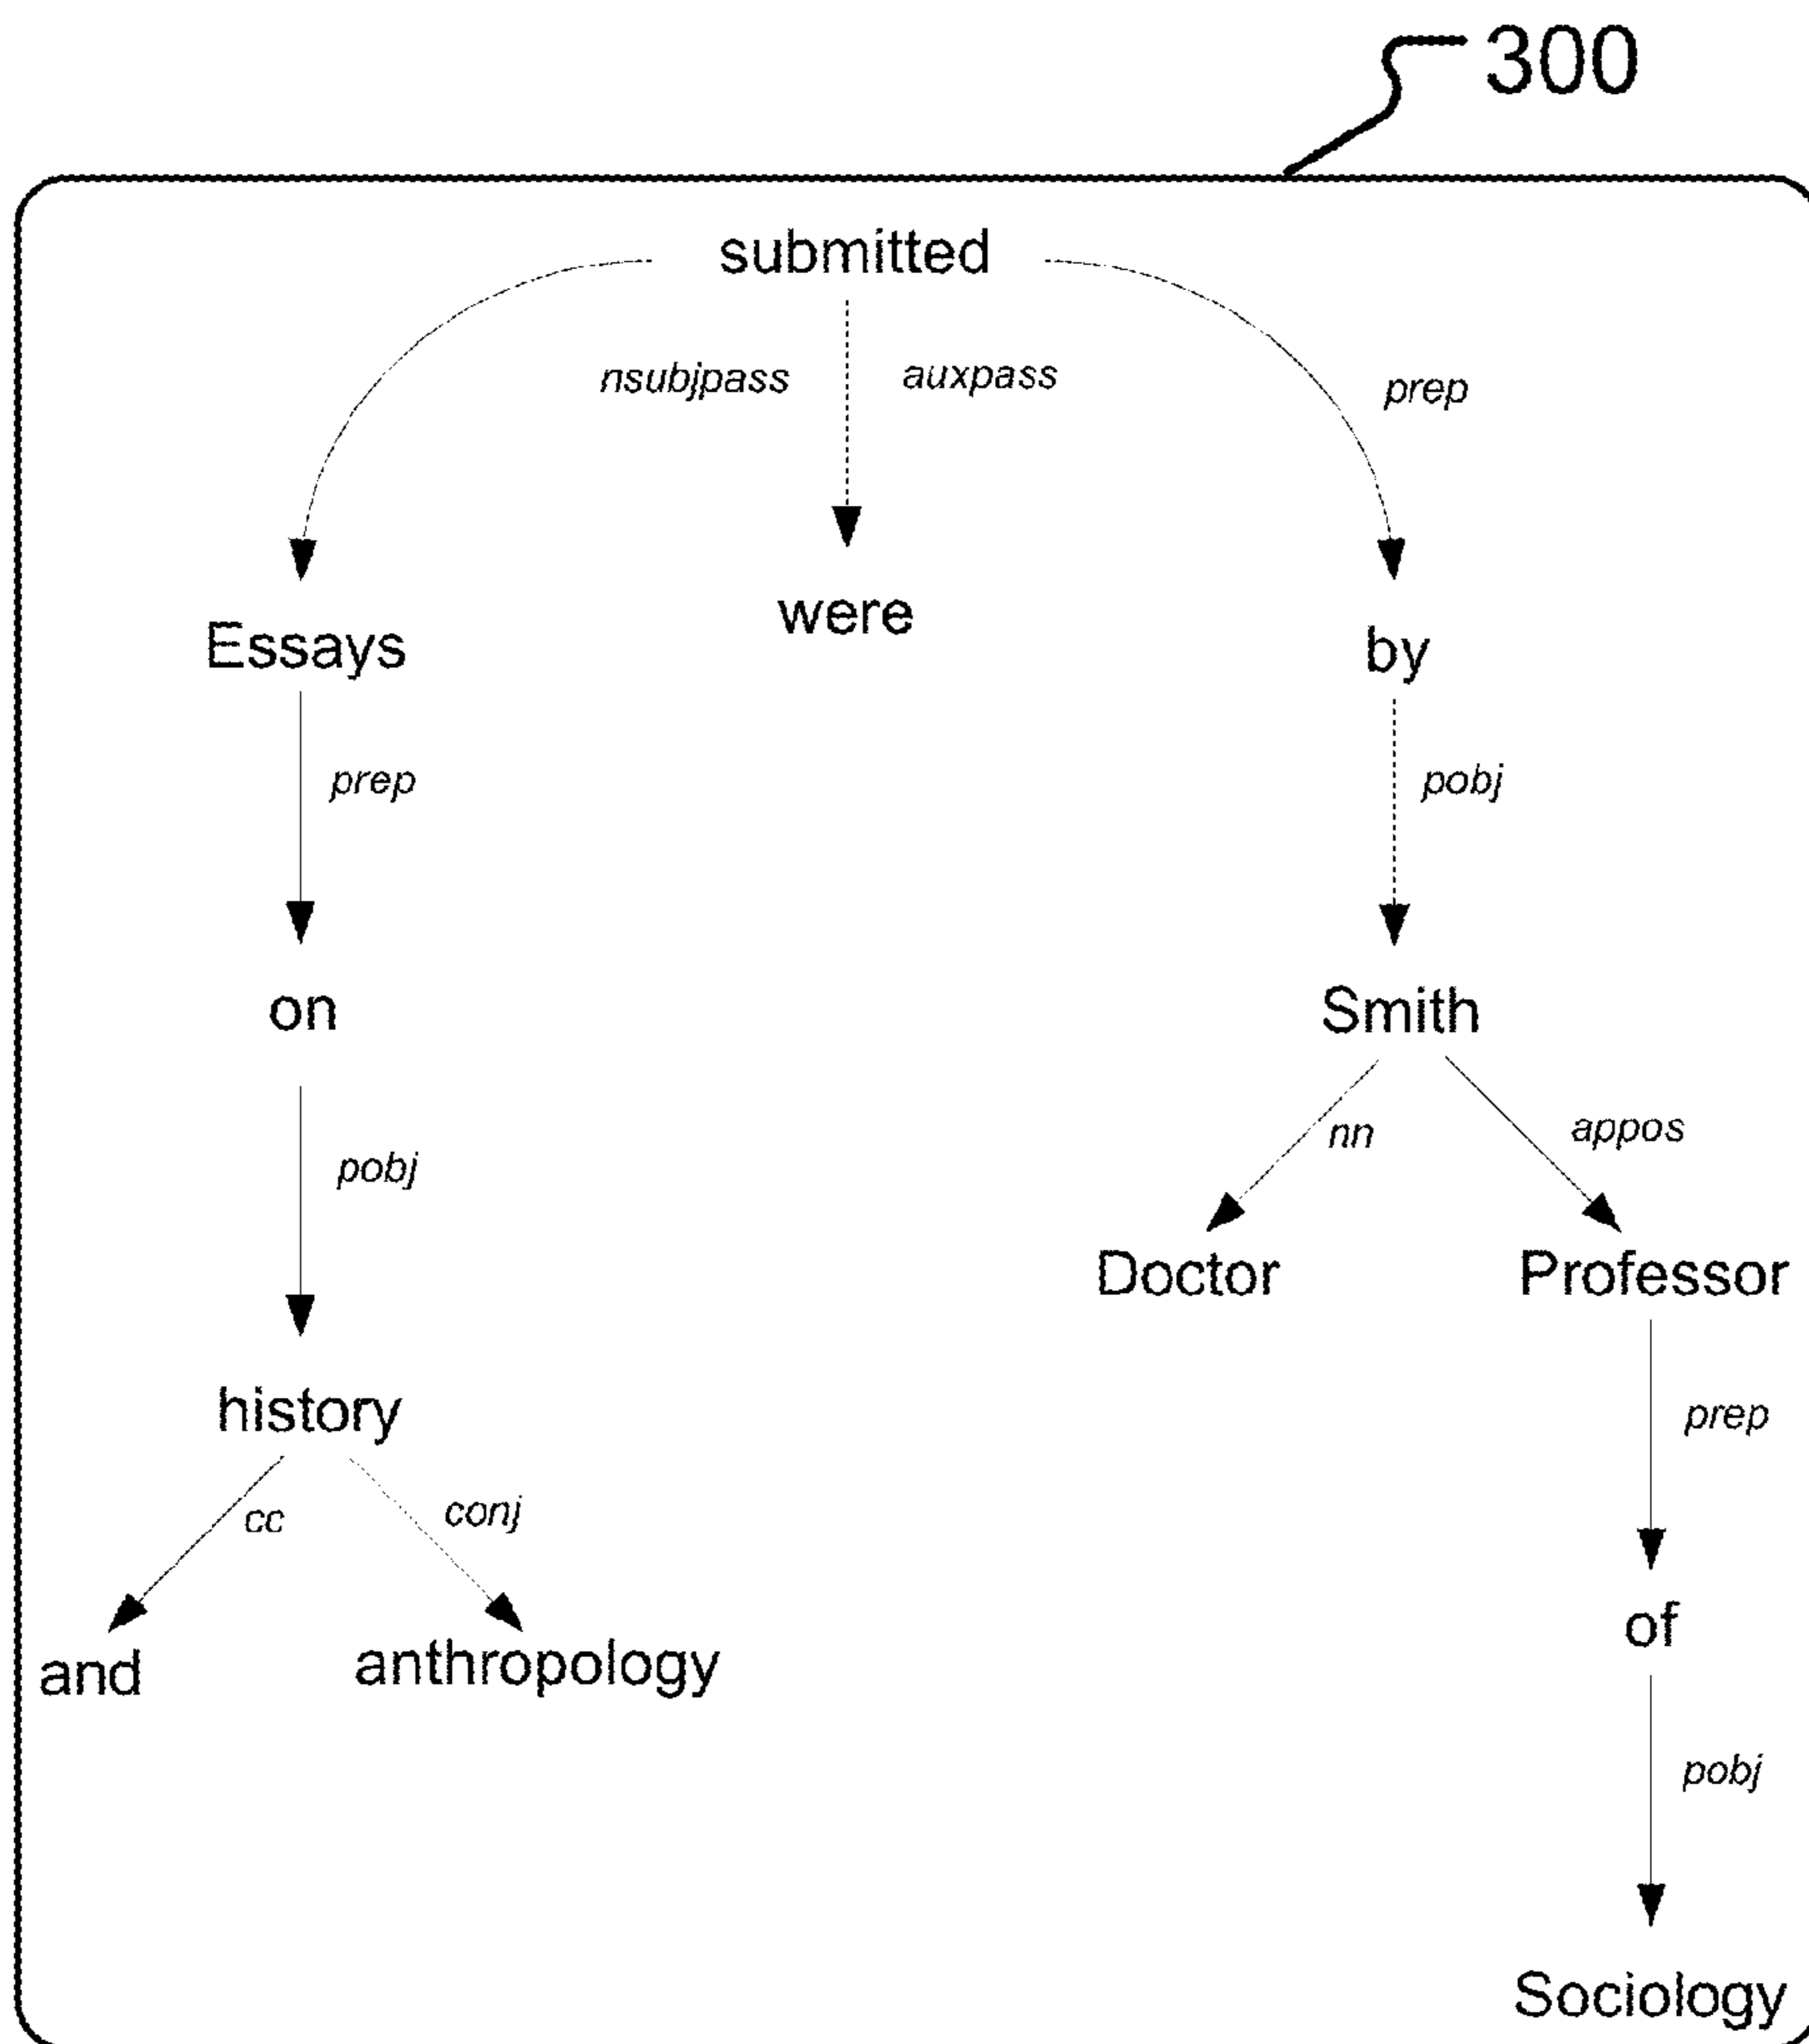 300
submitted
nsubjpass auxpass prep
Essays were by
prep pobj
on Smith
pobj nn appos
Doctor Professor
history prep
cc conj
and anthropology of
pobj
Sociology